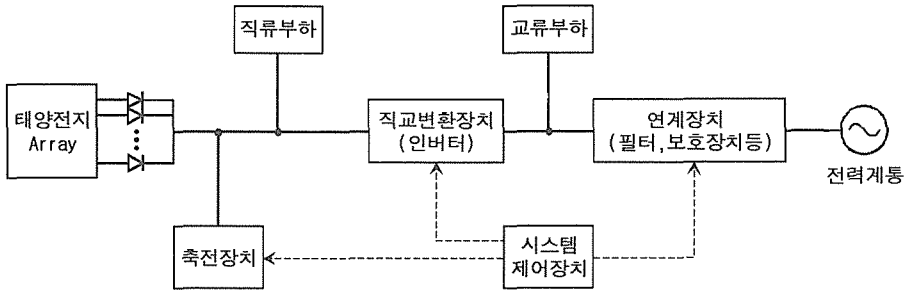 직류부하
교류부하
태양전지
Array
직교변환장치
(인버터)
연계장치
(필터,보호장치등)
전력계통
축전장치
시스템
제어장치